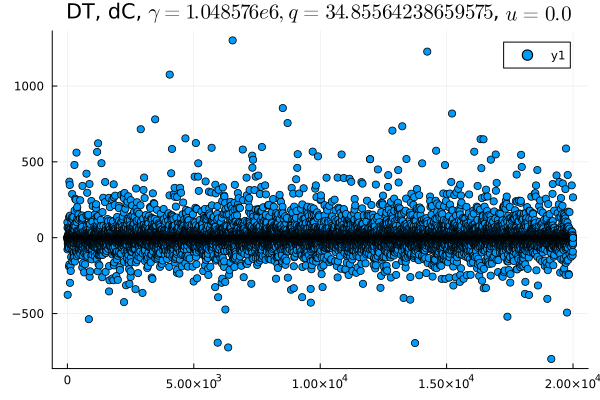 DT, dC, γ = 1.048576e6, q = 34.85564238659575, u = 0.0
y1
1000
500
0
−500
0 5.00×10³ 1.00×10⁴ 1.50×10⁴ 2.00×10⁴